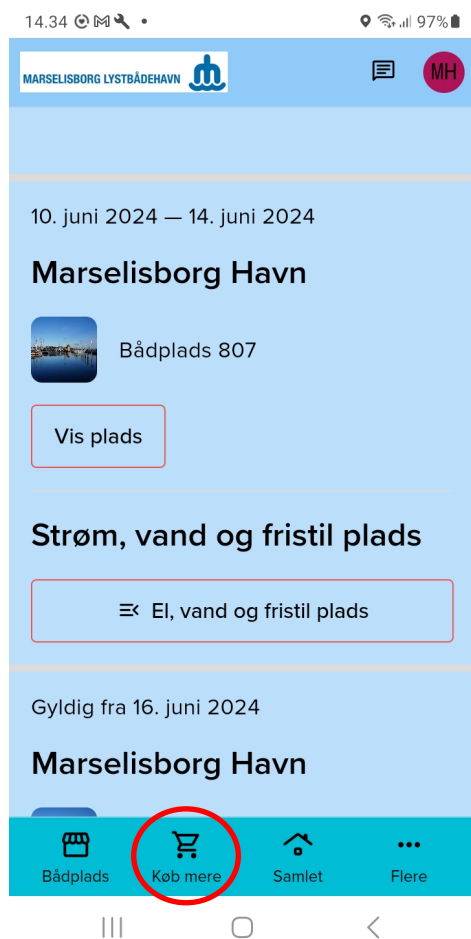 14.34
97%
MARSELISBORG LYSTBÅDEHAVN
MH
10. juni 2024 — 14. juni 2024
Marselisborg Havn
Bådplads 807
Vis plads
Strøm, vand og fristil plads
El, vand og fristil plads
Gyldig fra 16. juni 2024
Marselisborg Havn
Bådplads
Køb mere
Samlet
Flere